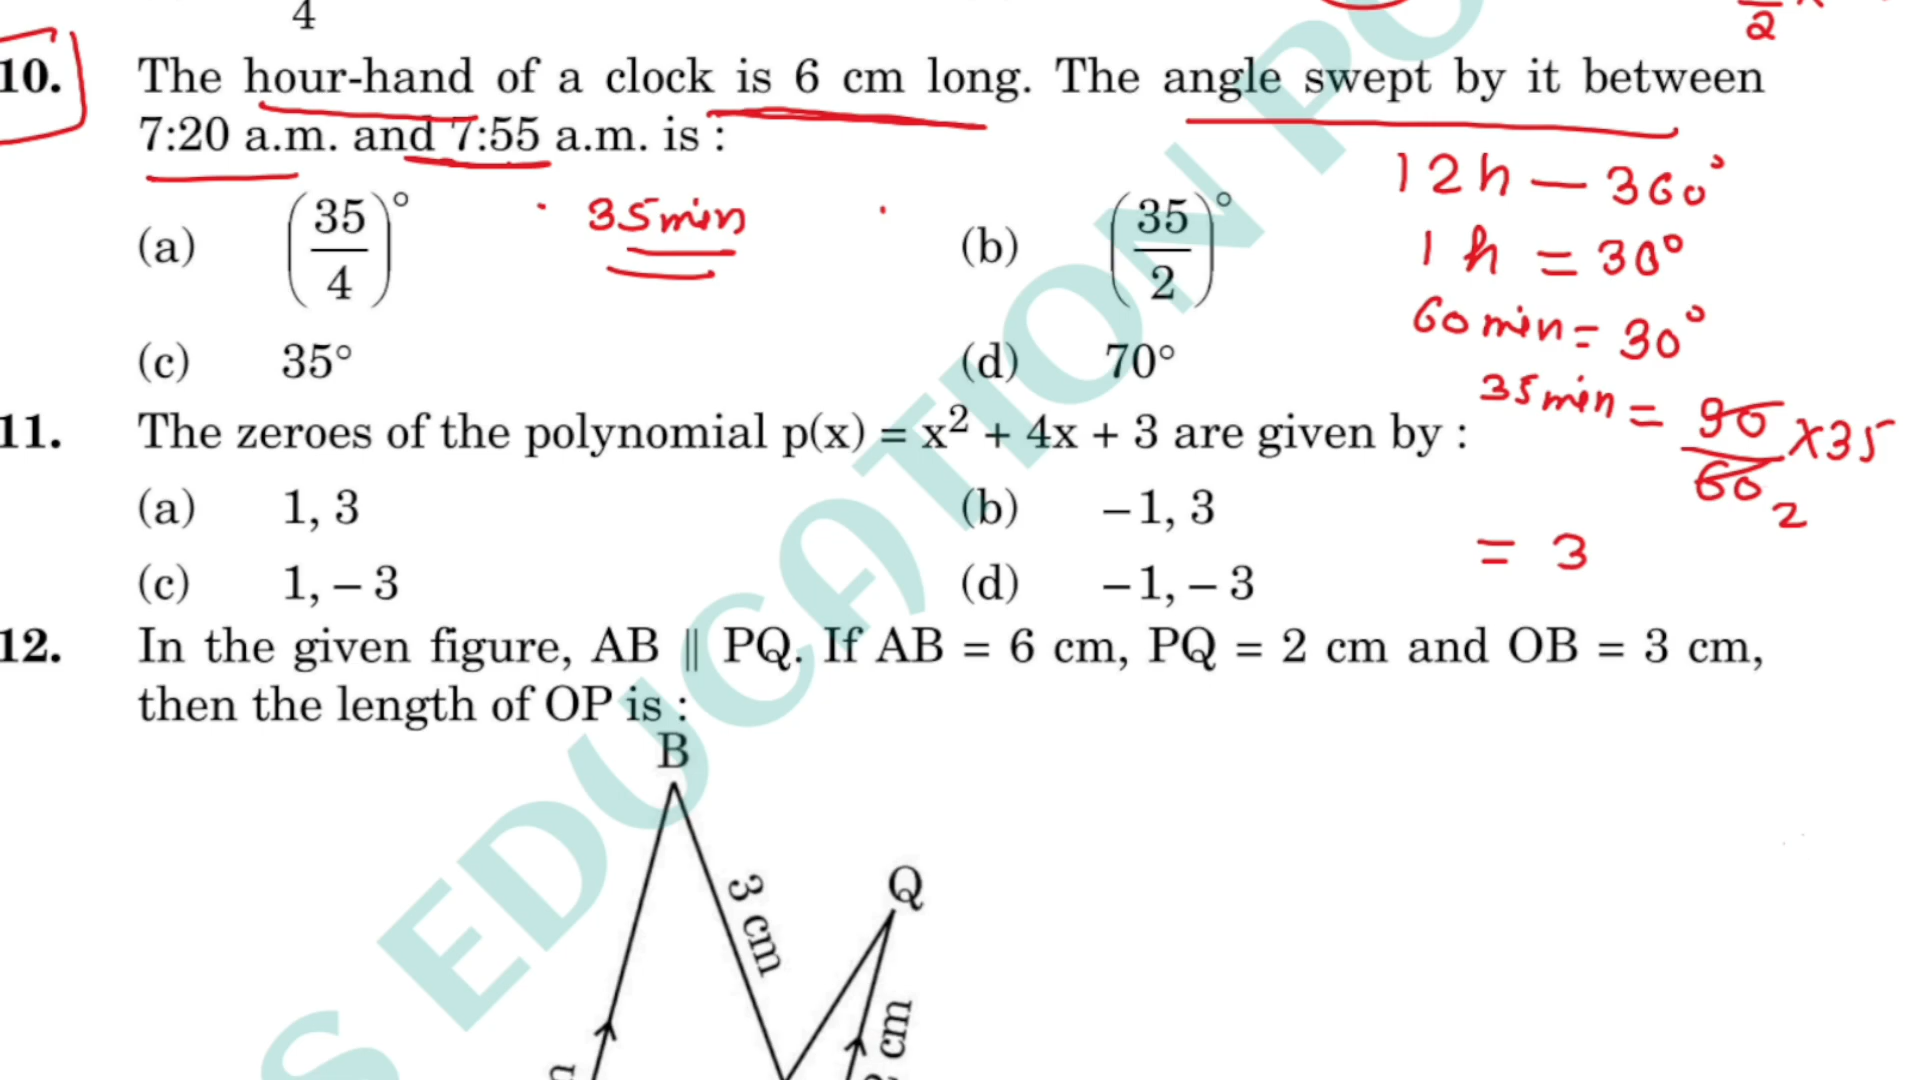 4
2
10. The hour-hand of a clock is 6 cm long. The angle swept by it between
7:20 a.m. and 7:55 a.m. is :
12h — 360°
(a) (35/4)°
35min
(b) (35/2)°
1 h = 30°
60 min = 30°
(c) 35°
(d) 70°
35min = 30/60 2 × 35
11. The zeroes of the polynomial p(x) = x² + 4x + 3 are given by :
(a) 1, 3
(b) – 1, 3
= 3
(c) 1, – 3
(d) – 1, – 3
12. In the given figure, AB || PQ. If AB = 6 cm, PQ = 2 cm and OB = 3 cm,
then the length of OP is :
B
3 cm
Q
cm
S EDUCATION PO